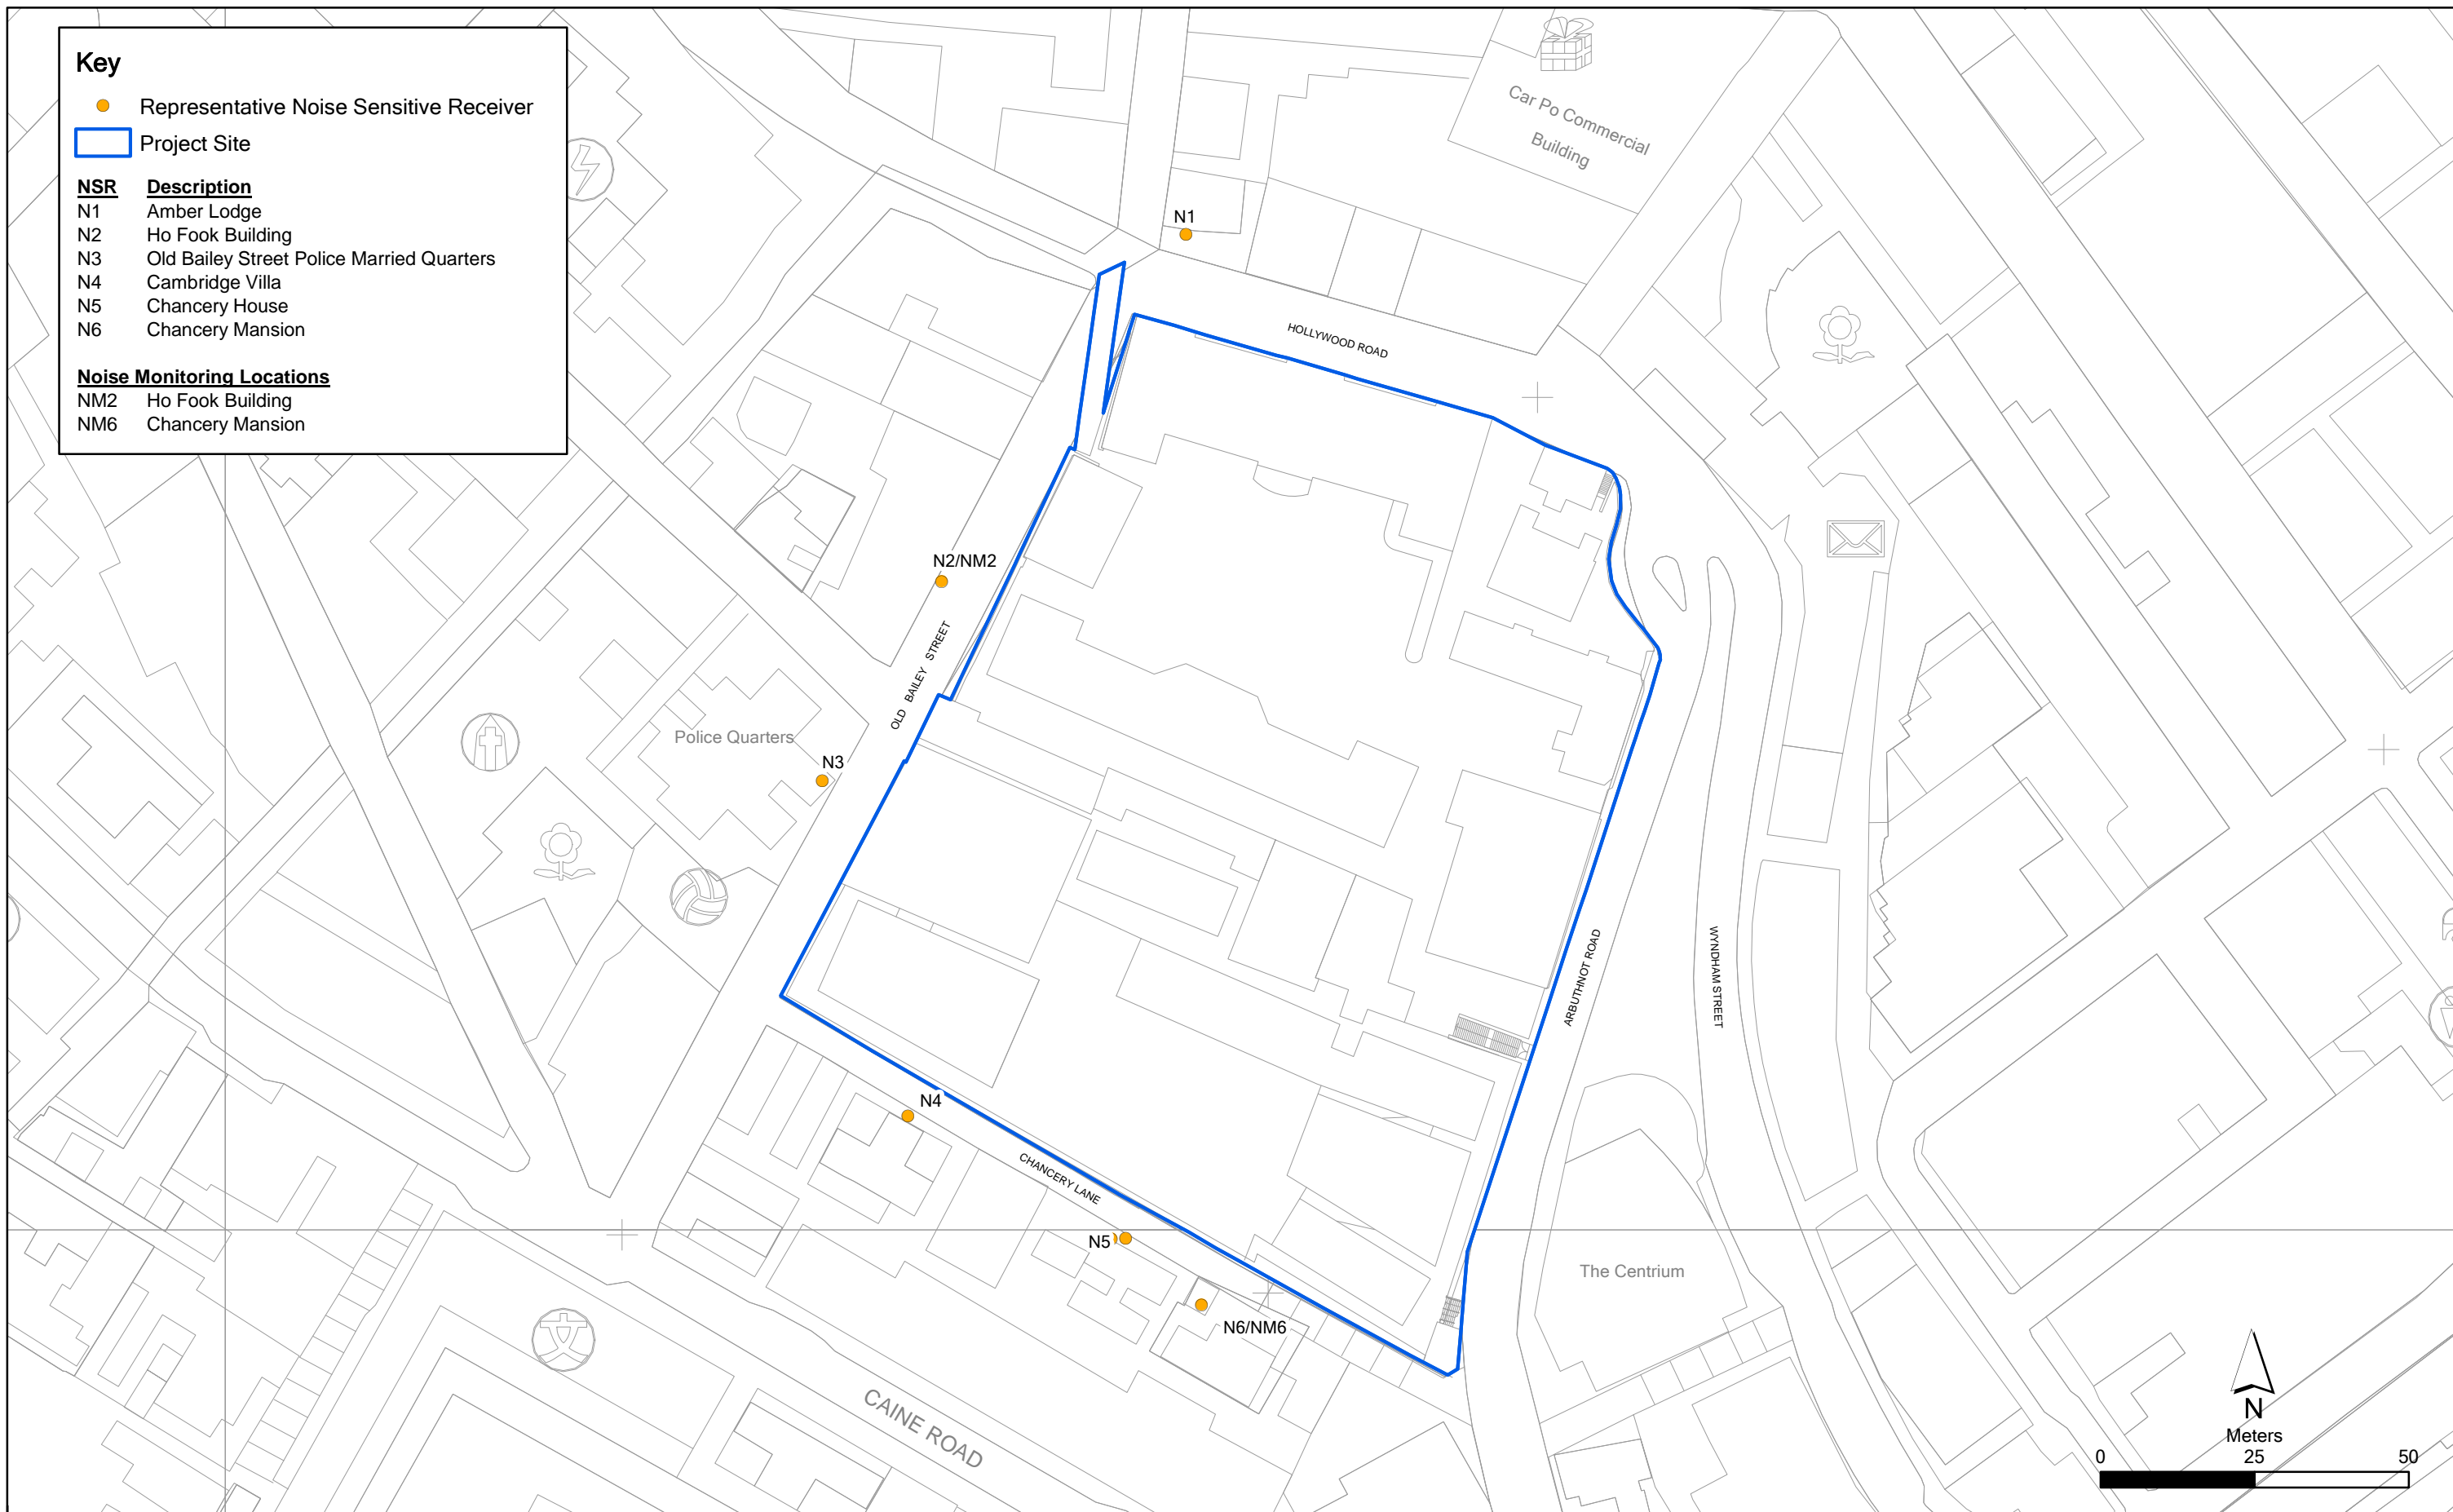 Key
Representative Noise Sensitive Receiver
Project Site
NSR Description
N1 Amber Lodge
N2 Ho Fook Building
N3 Old Bailey Street Police Married Quarters
N4 Cambridge Villa
N5 Chancery House
N6 Chancery Mansion
Noise Monitoring Locations
NM2 Ho Fook Building
NM6 Chancery Mansion
Car Po Commercial
Building
N1
HOLLYWOOD ROAD
N2/NM2
OLD BAILEY STREET
Police Quarters
N3
ARBUTHNOT ROAD
WYNDHAM STREET
N4
CHANCERY LANE
N5
The Centrium
N6/NM6
CAINE ROAD
N
Meters
0 25 50